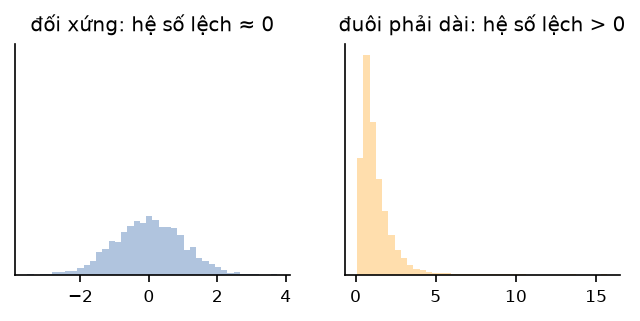 đối xứng: hệ số lệch ≈ 0
đuôi phải dài: hệ số lệch > 0
−2 0 2 4
0 5 10 15